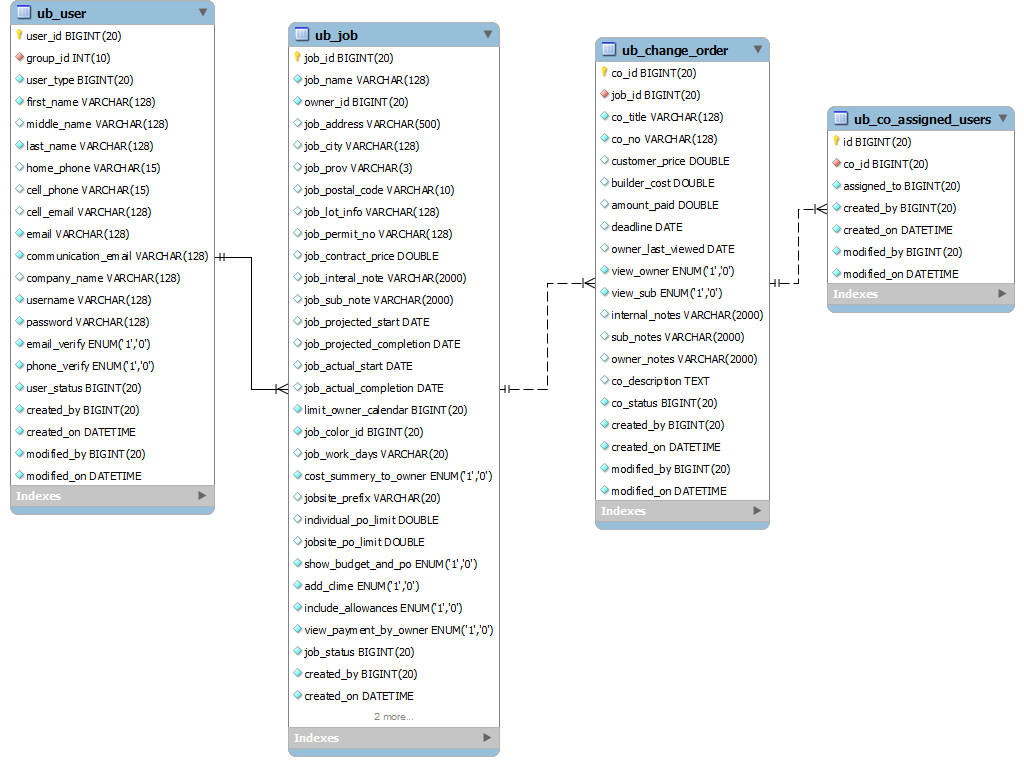 ub_user
user_id BIGINT(20)
group_id INT(10)
user_type BIGINT(20)
first_name VARCHAR(128)
middle_name VARCHAR(128)
last_name VARCHAR(128)
home_phone VARCHAR(15)
cell_phone VARCHAR(15)
cell_email VARCHAR(128)
email VARCHAR(128)
communication_email VARCHAR(128)
company_name VARCHAR(128)
username VARCHAR(128)
password VARCHAR(128)
email_verify ENUM('1','0')
phone_verify ENUM('1','0')
user_status BIGINT(20)
created_by BIGINT(20)
created_on DATETIME
modified_by BIGINT(20)
modified_on DATETIME
Indexes
ub_job
job_id BIGINT(20)
job_name VARCHAR(128)
owner_id BIGINT(20)
job_address VARCHAR(500)
job_city VARCHAR(128)
job_prov VARCHAR(3)
job_postal_code VARCHAR(10)
job_lot_info VARCHAR(128)
job_permit_no VARCHAR(128)
job_contract_price DOUBLE
job_interal_note VARCHAR(2000)
job_sub_note VARCHAR(2000)
job_projected_start DATE
job_projected_completion DATE
job_actual_start DATE
job_actual_completion DATE
limit_owner_calendar BIGINT(20)
job_color_id BIGINT(20)
job_work_days VARCHAR(20)
cost_summery_to_owner ENUM('1','0')
jobsite_prefix VARCHAR(20)
individual_po_limit DOUBLE
jobsite_po_limit DOUBLE
show_budget_and_po ENUM('1','0')
add_clime ENUM('1','0')
include_allowances ENUM('1','0')
view_payment_by_owner ENUM('1','0')
job_status BIGINT(20)
created_by BIGINT(20)
created_on DATETIME
2 more...
Indexes
ub_change_order
co_id BIGINT(20)
job_id BIGINT(20)
co_title VARCHAR(128)
co_no VARCHAR(128)
customer_price DOUBLE
builder_cost DOUBLE
amount_paid DOUBLE
deadline DATE
owner_last_viewed DATE
view_owner ENUM('1','0')
view_sub ENUM('1','0')
internal_notes VARCHAR(2000)
sub_notes VARCHAR(2000)
owner_notes VARCHAR(2000)
co_description TEXT
co_status BIGINT(20)
created_by BIGINT(20)
created_on DATETIME
modified_by BIGINT(20)
modified_on DATETIME
Indexes
ub_co_assigned_users
id BIGINT(20)
co_id BIGINT(20)
assigned_to BIGINT(20)
created_by BIGINT(20)
created_on DATETIME
modified_by BIGINT(20)
modified_on DATETIME
Indexes